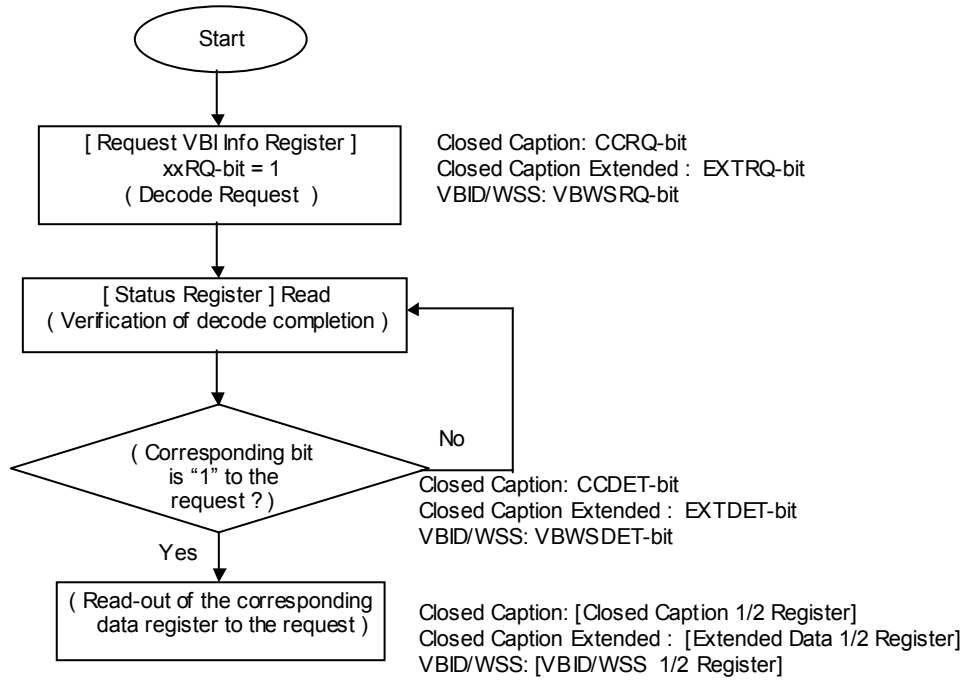 Start
[ Request VBI Info Register ]
xxRQ-bit = 1
( Decode Request )
Closed Caption: CCRQ-bit
Closed Caption Extended : EXTRQ-bit
VBID/WSS: VBWSRQ-bit
[ Status Register ] Read
( Verification of decode completion )
( Corresponding bit
is “1” to the
request ? )
No
Closed Caption: CCDET-bit
Closed Caption Extended : EXTDET-bit
VBID/WSS: VBWSDET-bit
Yes
( Read-out of the corresponding
data register to the request )
Closed Caption: [Closed Caption 1/2 Register]
Closed Caption Extended : [Extended Data 1/2 Register]
VBID/WSS: [VBID/WSS 1/2 Register]